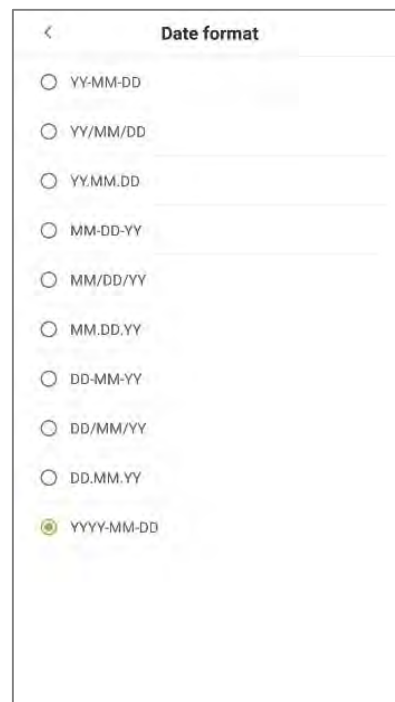 Date format
YY-MM-DD
YY/MM/DD
YY.MM.DD
MM-DD-YY
MM/DD/YY
MM.DD.YY
DD-MM-YY
DD/MM/YY
DD.MM.YY
YYYY-MM-DD